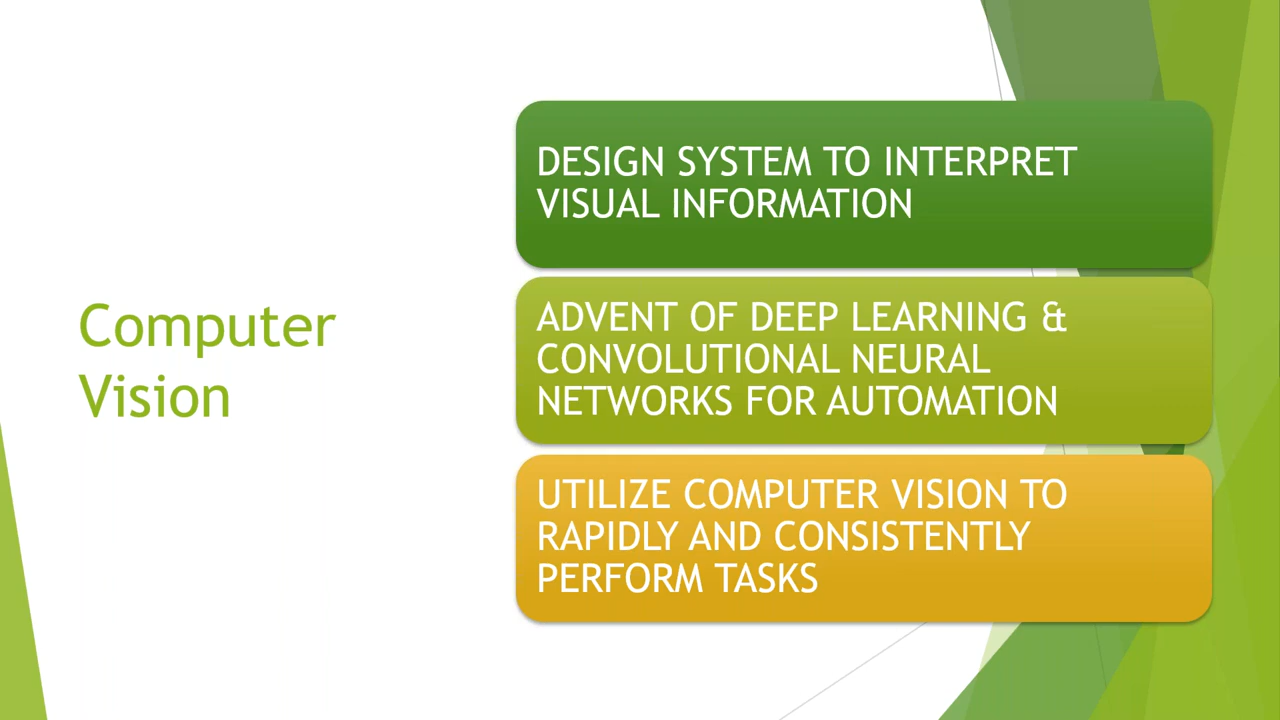 Computer
Vision
DESIGN SYSTEM TO INTERPRET
VISUAL INFORMATION
ADVENT OF DEEP LEARNING &
CONVOLUTIONAL NEURAL
NETWORKS FOR AUTOMATION
UTILIZE COMPUTER VISION TO
RAPIDLY AND CONSISTENTLY
PERFORM TASKS